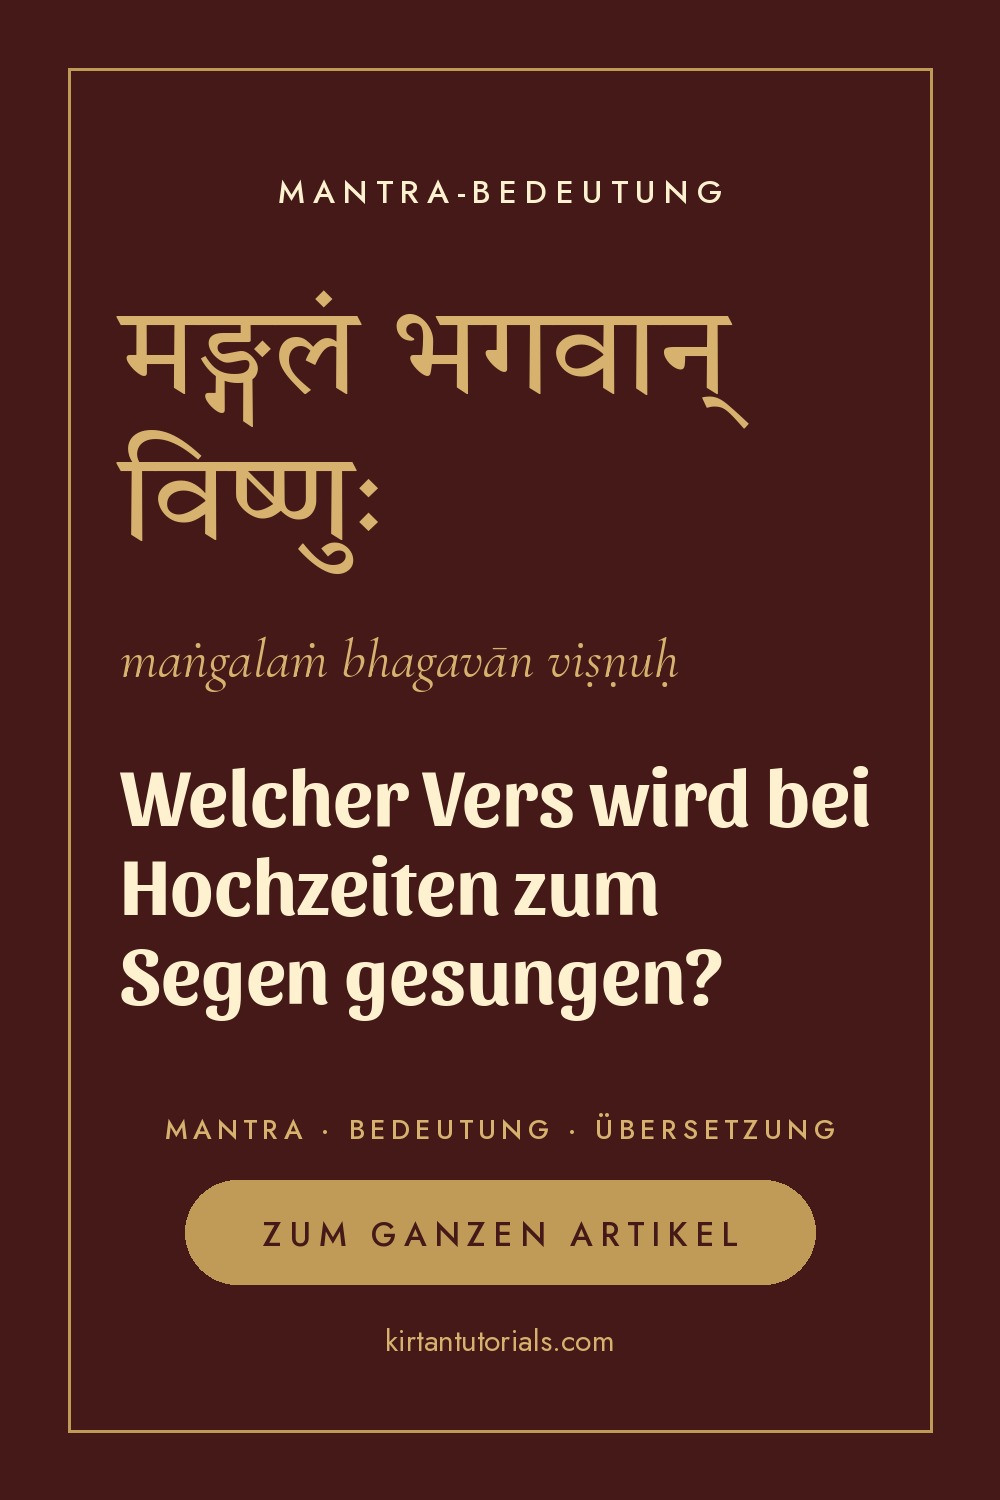 MANTRA-BEDEUTUNG
मङ्गलं भगवान्
विष्णुः
maṅgalaṁ bhagavān viṣṇuḥ
Welcher Vers wird bei
Hochzeiten zum
Segen gesungen?
MANTRA · BEDEUTUNG · ÜBERSETZUNG
ZUM GANZEN ARTIKEL
kirtantutorials.com